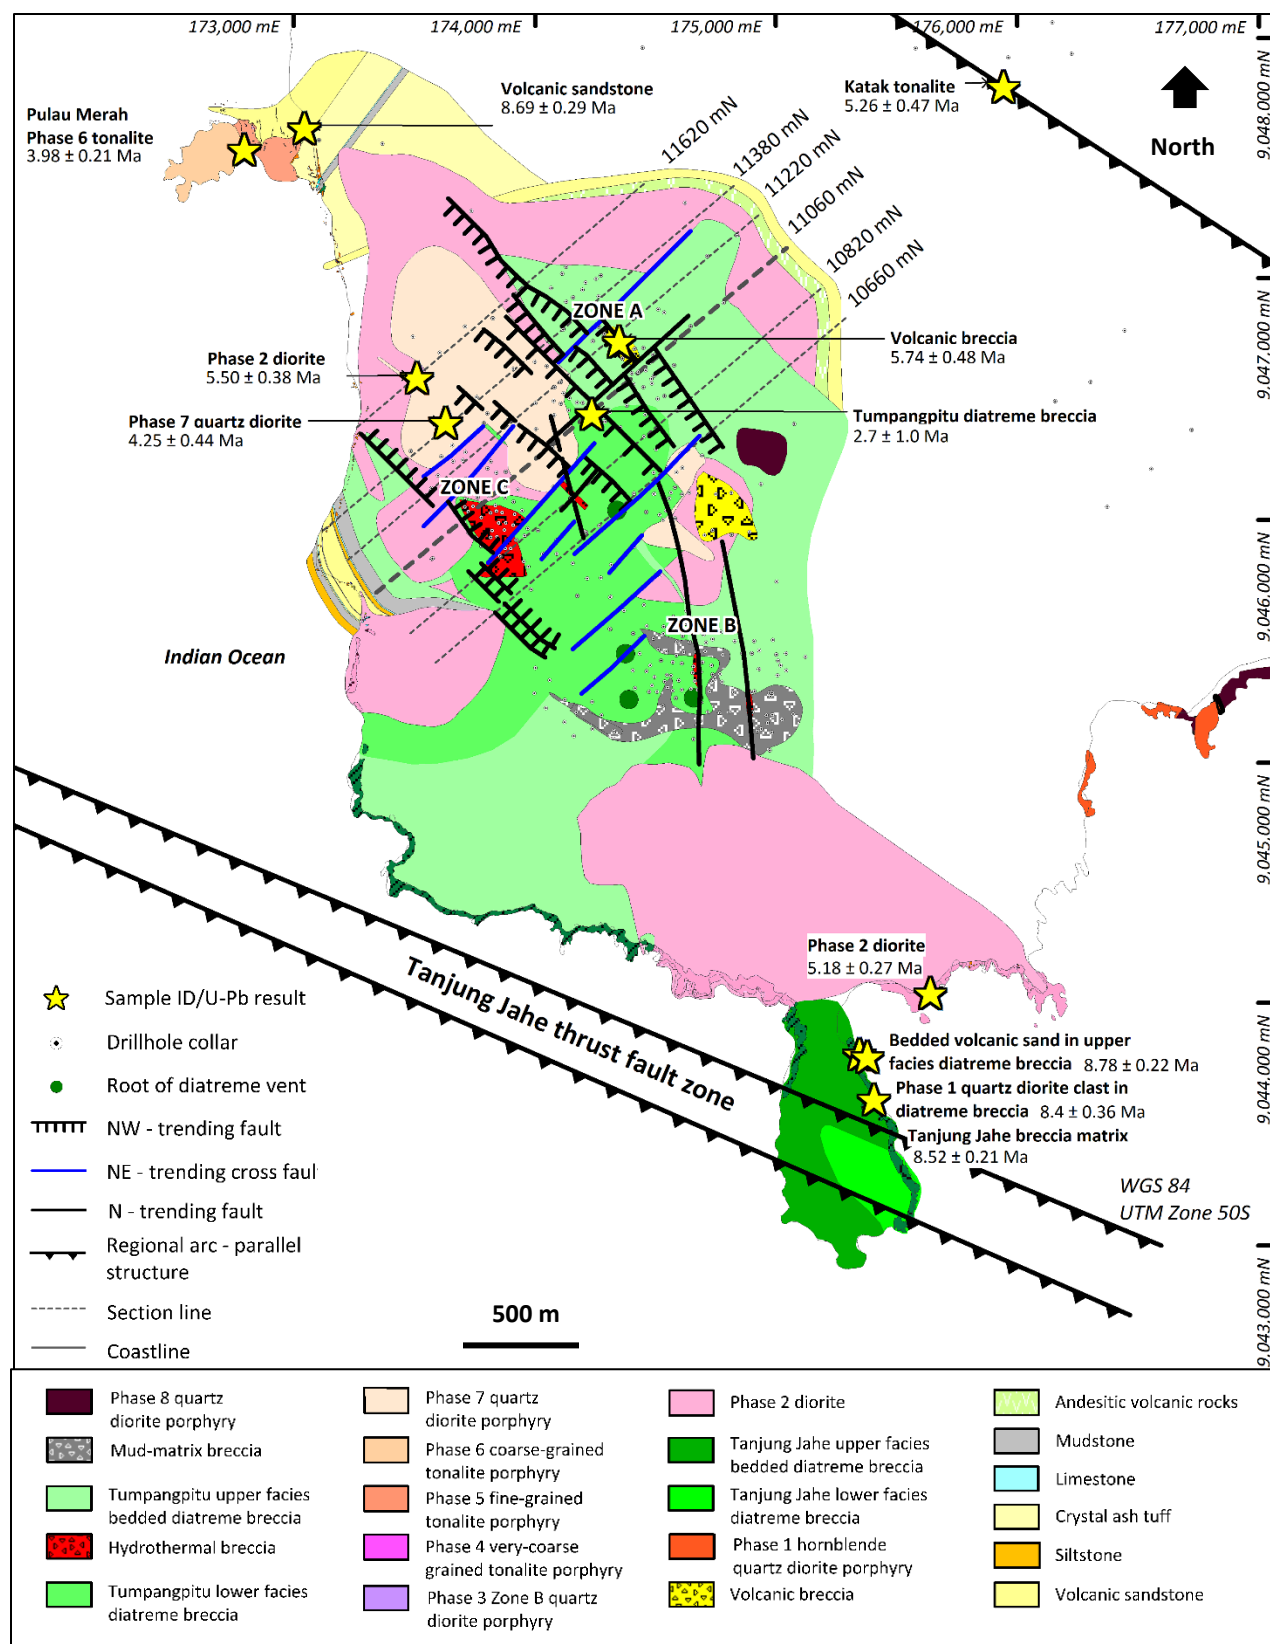 173,000 mE
174,000 mE
175,000 mE
176,000 mE
177,000 mE
Volcanic sandstone
8.69 ± 0.29 Ma
Katak tonalite
5.26 ± 0.47 Ma
Pulau Merah
Phase 6 tonalite
3.98 ± 0.21 Ma
North
9.048.000 mN
11620 mN
11380 mN
11220 mN
11060 mN
10820 mN
10660 mN
ZONE A
Volcanic breccia
5.74 ± 0.48 Ma
9.047.000 mN
Phase 2 diorite
5.50 ± 0.38 Ma
Phase 7 quartz diorite
4.25 ± 0.44 Ma
Tumpangpitu diatreme breccia
2.7 ± 1.0 Ma
ZONE C
9.046.000 mN
ZONE B
Indian Ocean
9.045.000 mN
Tanjung Jahe thrust fault zone
Phase 2 diorite
5.18 ± 0.27 Ma
9.044.000 mN
Bedded volcanic sand in upper
facies diatreme breccia 8.78 ± 0.22 Ma
Phase 1 quartz diorite clast in
diatreme breccia 8.4 ± 0.36 Ma
Tanjung Jahe breccia matrix
8.52 ± 0.21 Ma
WGS 84
UTM Zone 50S
9.043.000 mN
Sample ID/U-Pb result
Drillhole collar
Root of diatreme vent
NW - trending fault
NE - trending cross faul
N - trending fault
Regional arc - parallel
structure
Section line
Coastline
500 m
Phase 8 quartz
diorite porphyry
Mud-matrix breccia
Tumpangpitu upper facies
bedded diatreme breccia
Hydrothermal breccia
Tumpangpitu lower facies
diatreme breccia
Phase 7 quartz
diorite porphyry
Phase 6 coarse-grained
tonalite porphyry
Phase 5 fine-grained
tonalite porphyry
Phase 4 very-coarse
grained tonalite porphyry
Phase 3 Zone B quartz
diorite porphyry
Phase 2 diorite
Tanjung Jahe upper facies
bedded diatreme breccia
Tanjung Jahe lower facies
diatreme breccia
Phase 1 hornblende
quartz diorite porphyry
Volcanic breccia
Andesitic volcanic rocks
Mudstone
Limestone
Crystal ash tuff
Siltstone
Volcanic sandstone